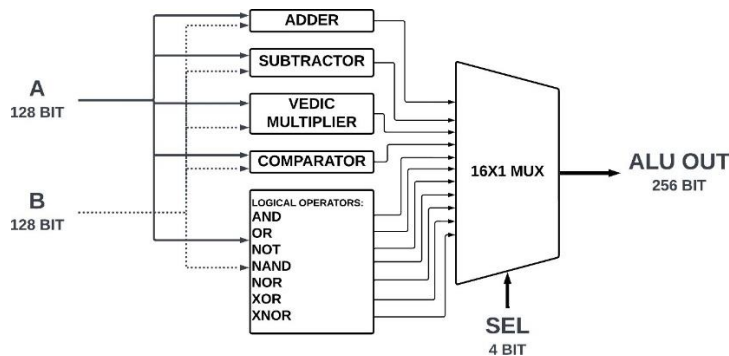 A
128 BIT
B
128 BIT
ADDER
SUBTRACTOR
VEDIC
MULTIPLIER
COMPARATOR
LOGICAL OPERATORS:
AND
OR
NOT
NAND
NOR
XOR
XNOR
16X1 MUX
ALU OUT
256 BIT
SEL
4 BIT